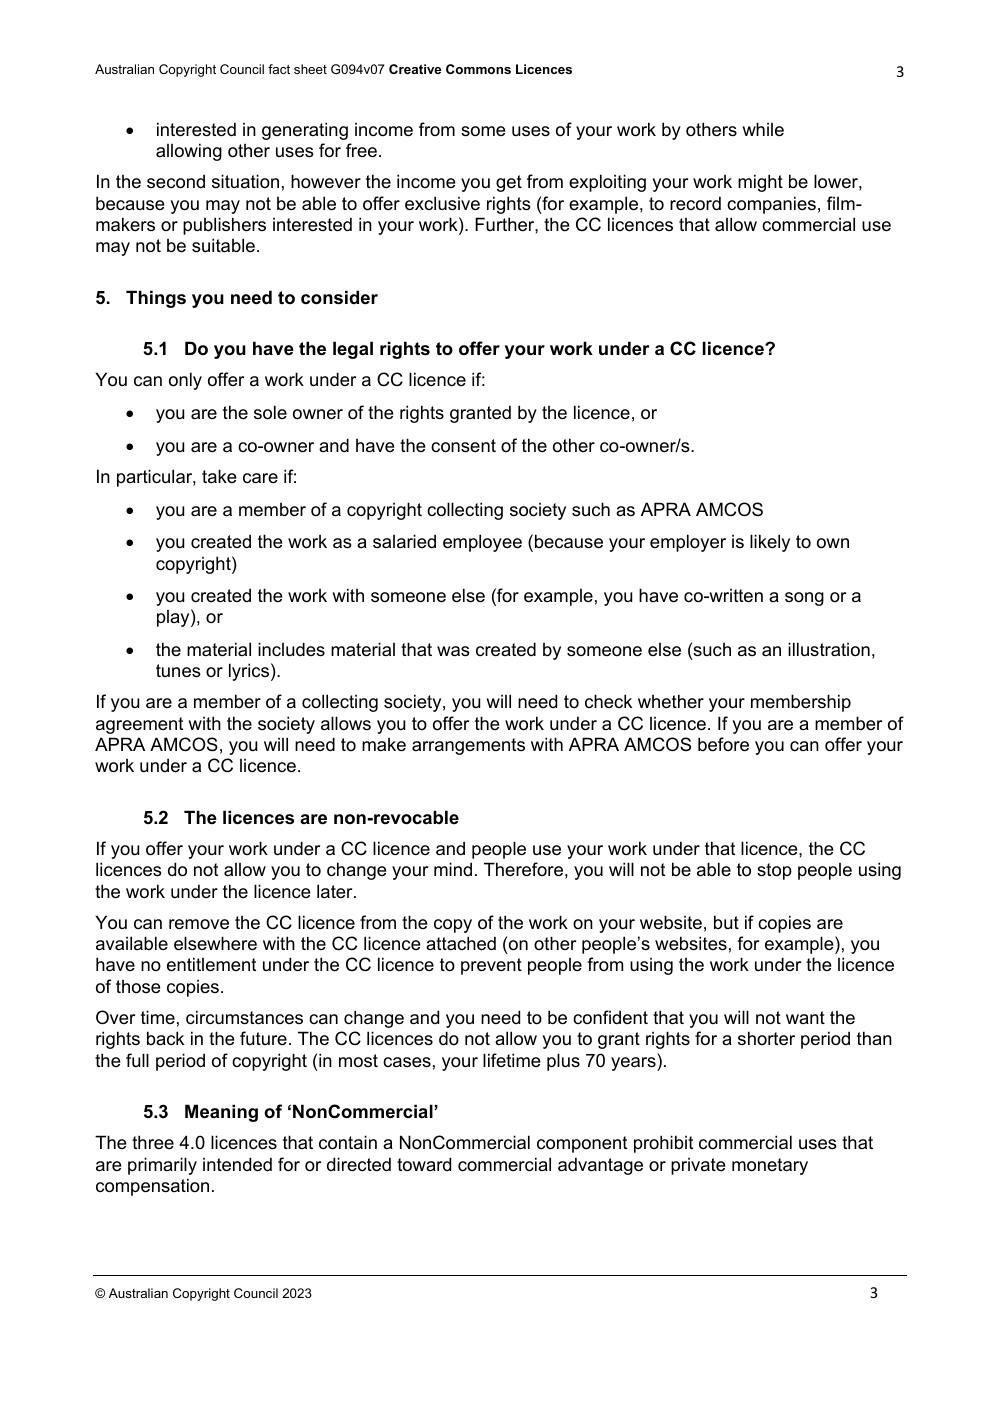 Australian Copyright Council fact sheet G094v07 Creative Commons Licences 3
• interested in generating income from some uses of your work by others while
allowing other uses for free.
In the second situation, however the income you get from exploiting your work might be lower,
because you may not be able to offer exclusive rights (for example, to record companies, film-
makers or publishers interested in your work). Further, the CC licences that allow commercial use
may not be suitable.
5. Things you need to consider
5.1 Do you have the legal rights to offer your work under a CC licence?
You can only offer a work under a CC licence if:
• you are the sole owner of the rights granted by the licence, or
• you are a co-owner and have the consent of the other co-owner/s.
In particular, take care if:
• you are a member of a copyright collecting society such as APRA AMCOS
• you created the work as a salaried employee (because your employer is likely to own
copyright)
• you created the work with someone else (for example, you have co-written a song or a
play), or
• the material includes material that was created by someone else (such as an illustration,
tunes or lyrics).
If you are a member of a collecting society, you will need to check whether your membership
agreement with the society allows you to offer the work under a CC licence. If you are a member of
APRA AMCOS, you will need to make arrangements with APRA AMCOS before you can offer your
work under a CC licence.
5.2 The licences are non-revocable
If you offer your work under a CC licence and people use your work under that licence, the CC
licences do not allow you to change your mind. Therefore, you will not be able to stop people using
the work under the licence later.
You can remove the CC licence from the copy of the work on your website, but if copies are
available elsewhere with the CC licence attached (on other people’s websites, for example), you
have no entitlement under the CC licence to prevent people from using the work under the licence
of those copies.
Over time, circumstances can change and you need to be confident that you will not want the
rights back in the future. The CC licences do not allow you to grant rights for a shorter period than
the full period of copyright (in most cases, your lifetime plus 70 years).
5.3 Meaning of ‘NonCommercial’
The three 4.0 licences that contain a NonCommercial component prohibit commercial uses that
are primarily intended for or directed toward commercial advantage or private monetary
compensation.
© Australian Copyright Council 2023 3